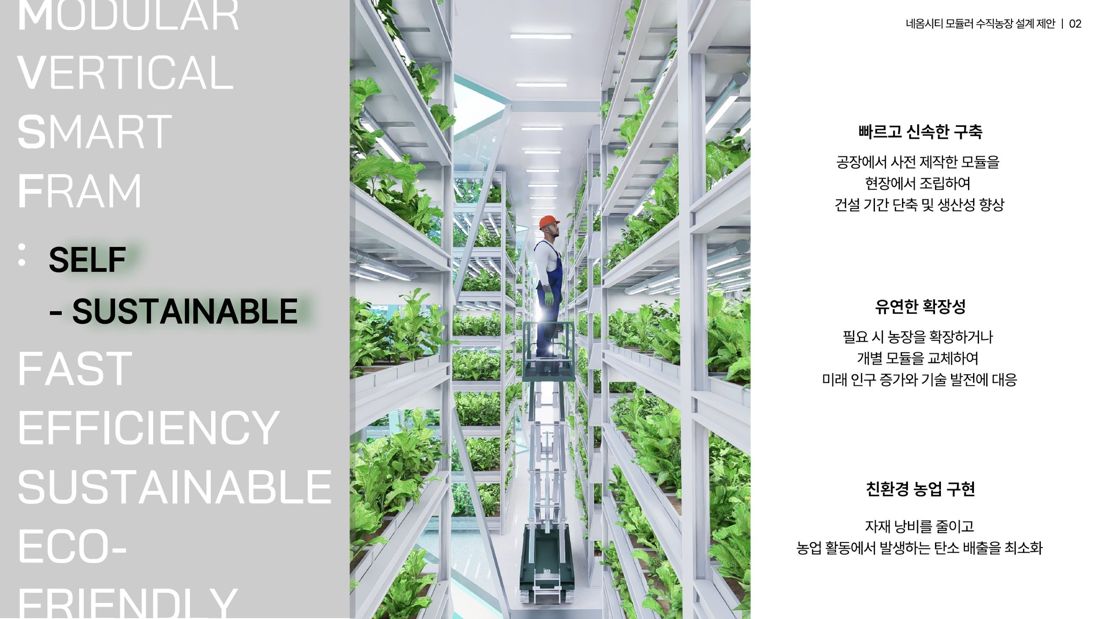 MODULAR
VERTICAL
SMART
FRAM
: SELF
- SUSTAINABLE
FAST
EFFICIENCY
SUSTAINABLE
ECO-
FRIENDLY
네옴시티 모듈러 수직농장 설계 제안 | 02
빠르고 신속한 구축
공장에서 사전 제작한 모듈을
현장에서 조립하여
건설 기간 단축 및 생산성 향상
유연한 확장성
필요 시 농장을 확장하거나
개별 모듈을 교체하여
미래 인구 증가와 기술 발전에 대응
친환경 농업 구현
자재 낭비를 줄이고
농업 활동에서 발생하는 탄소 배출을 최소화